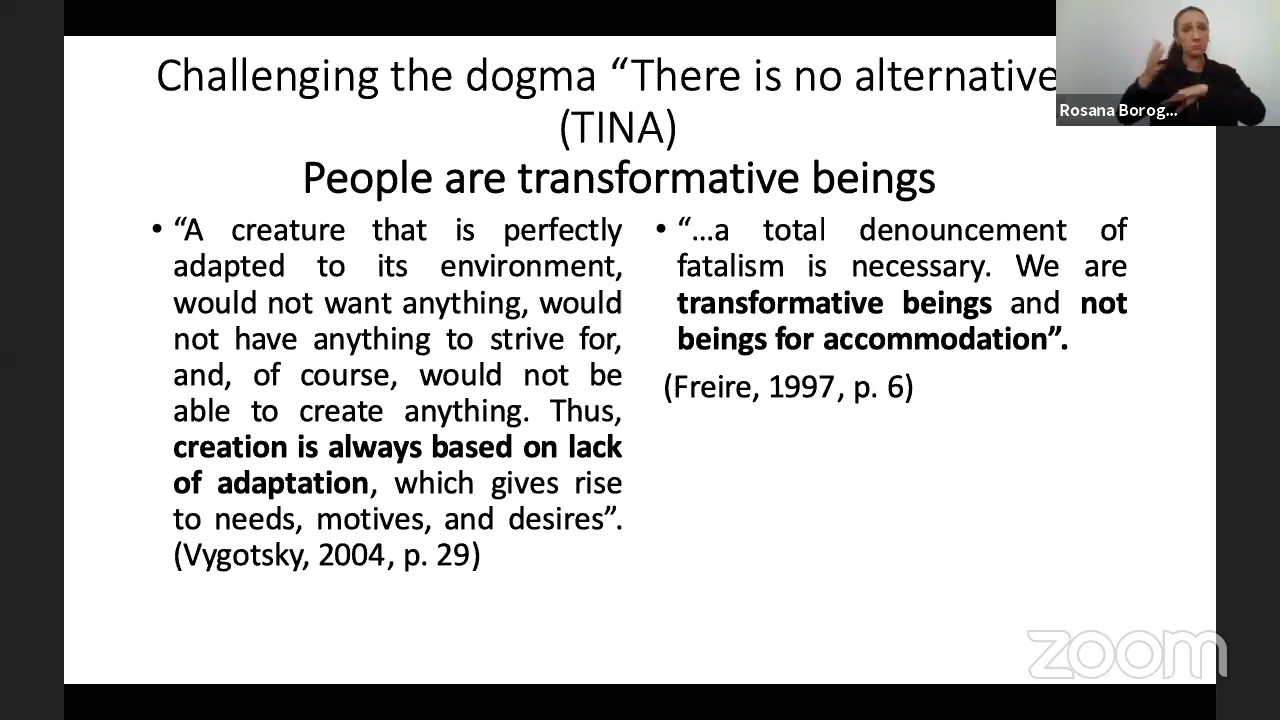 Challenging the dogma “There is no alternative
(TINA)
People are transformative beings
• “A creature that is perfectly
adapted to its environment,
would not want anything, would
not have anything to strive for,
and, of course, would not be
able to create anything. Thus,
creation is always based on lack
of adaptation, which gives rise
to needs, motives, and desires”.
(Vygotsky, 2004, p. 29)
• “…a total denouncement of
fatalism is necessary. We are
transformative beings and not
beings for accommodation”.
(Freire, 1997, p. 6)
Rosana Borog...
zoom